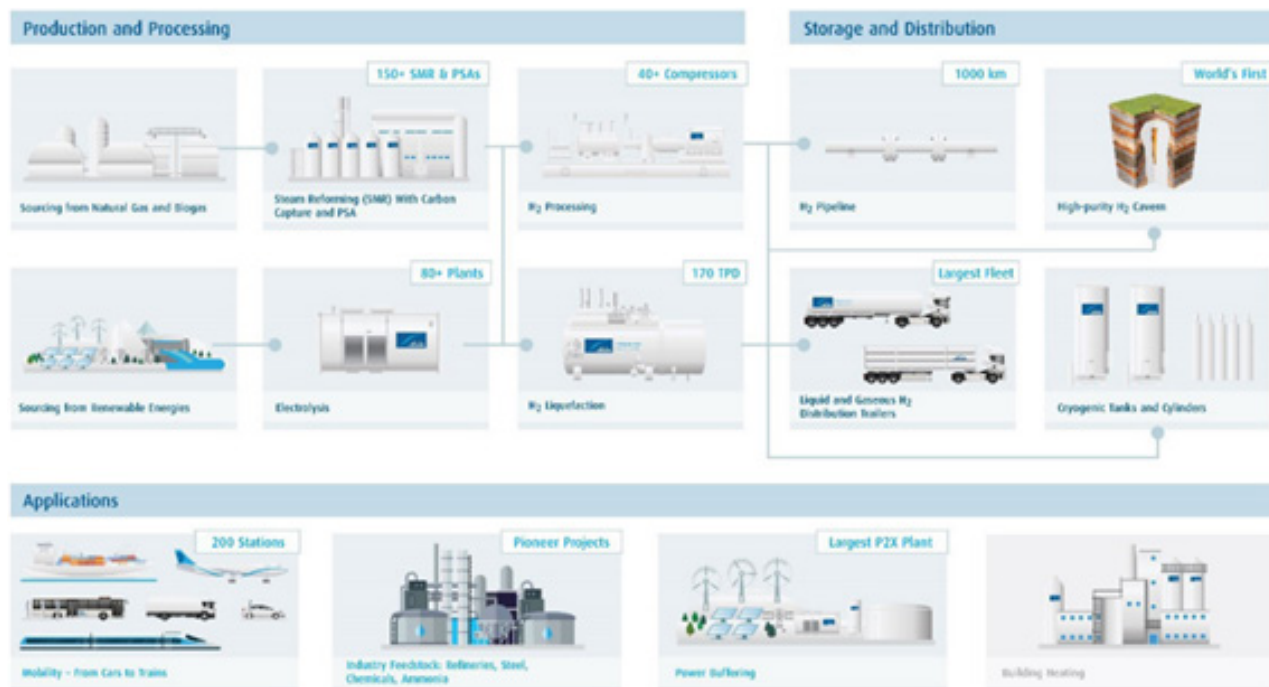 Production and Processing
Storage and Distribution
150+ SMR & PSAs
40+ Compressors
1000 km
World's First
Sourcing from Natural Gas and Biogas
Steam Reforming (SMR) With Carbon
Capture and PSA
H₂ Processing
H₂ Pipeline
High-purity H₂ Cavern
80+ Plants
170 TPD
Largest Fleet
Sourcing from Renewable Energies
Electrolysis
H₂ Liquefaction
Liquid and Gaseous H₂
Distribution Trailers
Cryogenic Tanks and Cylinders
Applications
200 Stations
Pioneer Projects
Largest P2X Plant
Mobility – From Cars to Trains
Industry Feedstock: Refineries, Steel,
Chemicals, Ammonia
Power Buffering
Building Heating